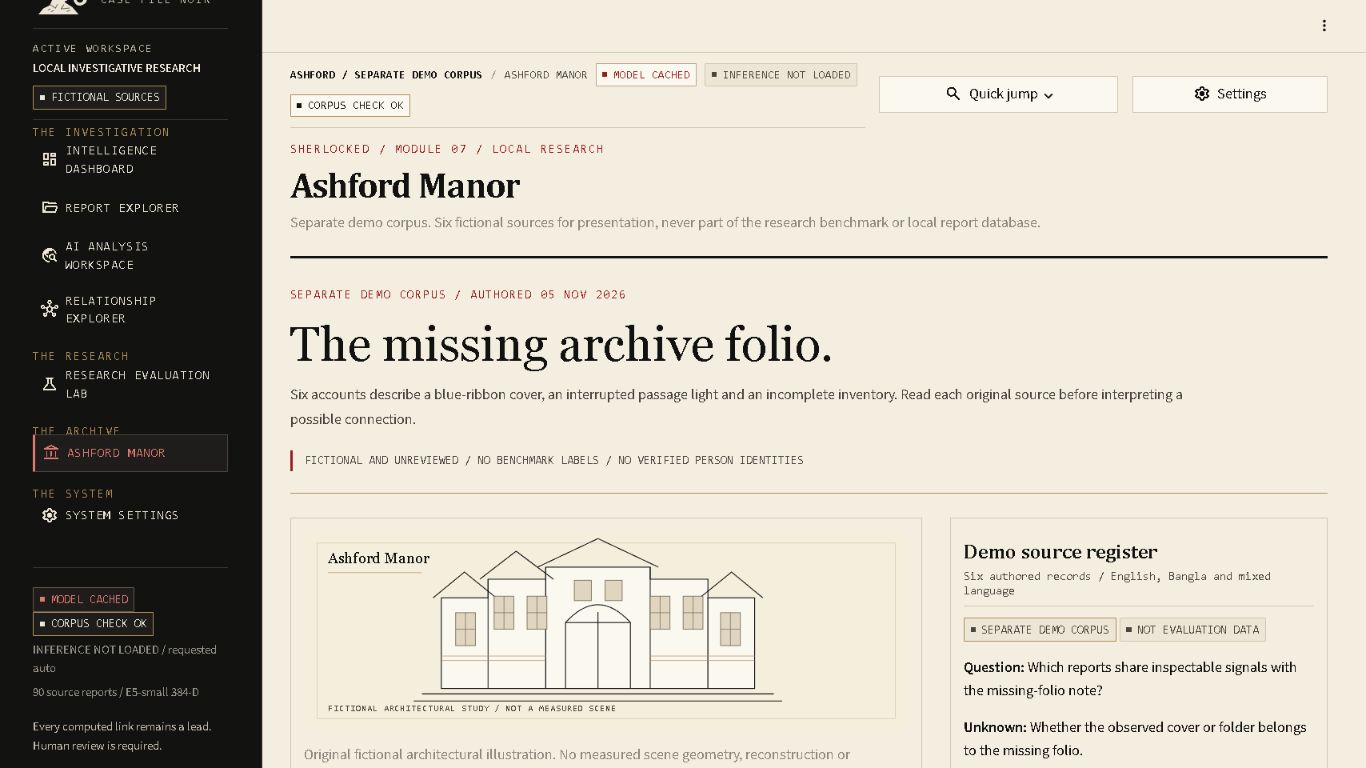 CASE FILE NOIR
ACTIVE WORKSPACE
LOCAL INVESTIGATIVE RESEARCH
FICTIONAL SOURCES
THE INVESTIGATION
INTELLIGENCE
DASHBOARD
REPORT EXPLORER
AI ANALYSIS
WORKSPACE
RELATIONSHIP
EXPLORER
THE RESEARCH
RESEARCH EVALUATION
LAB
THE ARCHIVE
ASHFORD MANOR
THE SYSTEM
SYSTEM SETTINGS
MODEL CACHED
CORPUS CHECK OK
INFERENCE NOT LOADED / requested
auto
90 source reports / E5-small 384-D
Every computed link remains a lead.
Human review is required.
ASHFORD / SEPARATE DEMO CORPUS / ASHFORD MANOR MODEL CACHED INFERENCE NOT LOADED
CORPUS CHECK OK
Quick jump
Settings
SHERLOCKED / MODULE 07 / LOCAL RESEARCH
Ashford Manor
Separate demo corpus. Six fictional sources for presentation, never part of the research benchmark or local report database.
SEPARATE DEMO CORPUS / AUTHORED 05 NOV 2026
The missing archive folio.
Six accounts describe a blue-ribbon cover, an interrupted passage light and an incomplete inventory. Read each original source before interpreting a
possible connection.
FICTIONAL AND UNREVIEWED / NO BENCHMARK LABELS / NO VERIFIED PERSON IDENTITIES
Ashford Manor
FICTIONAL ARCHITECTURAL STUDY / NOT A MEASURED SCENE
Original fictional architectural illustration. No measured scene geometry, reconstruction or
Demo source register
Six authored records / English, Bangla and mixed
language
SEPARATE DEMO CORPUS NOT EVALUATION DATA
Question: Which reports share inspectable signals with
the missing-folio note?
Unknown: Whether the observed cover or folder belongs
to the missing folio.